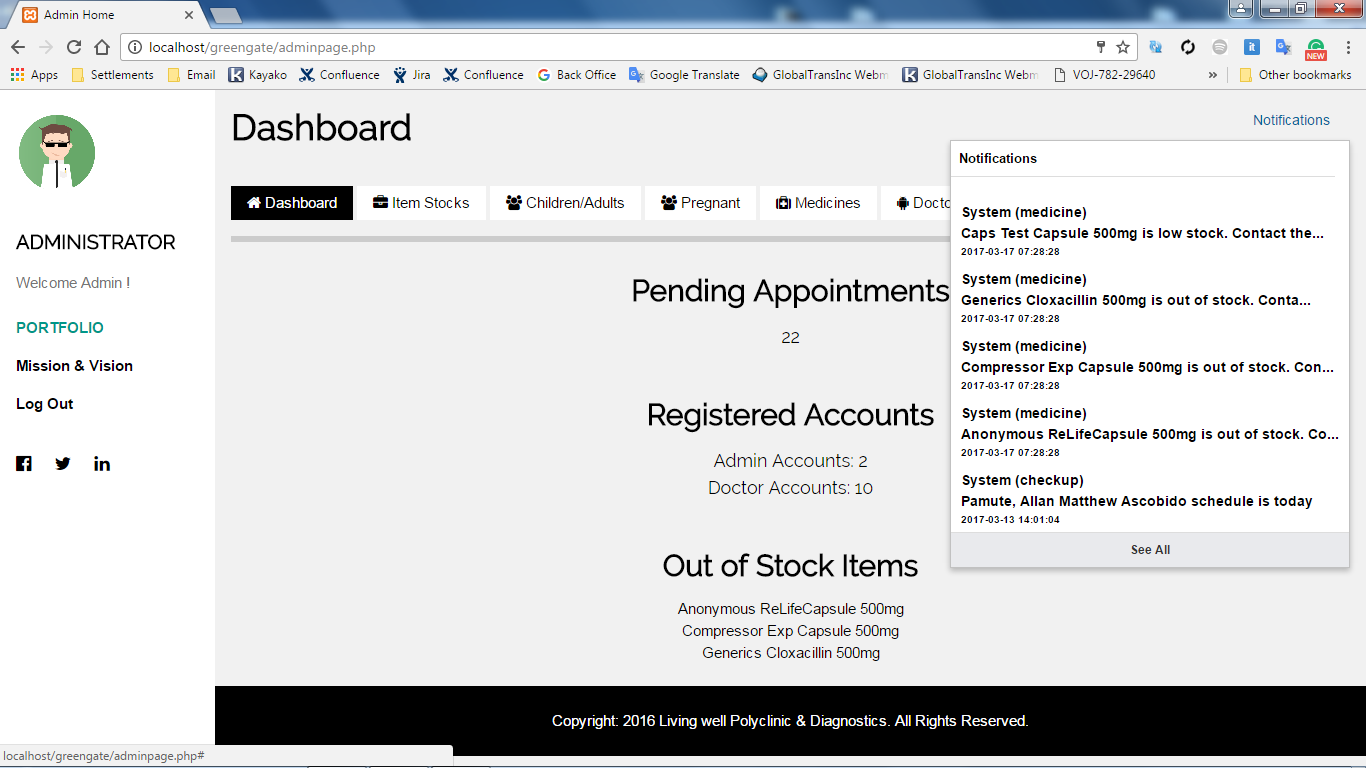 Admin Home
localhost/greengate/adminpage.php
NEW
Apps Settlements Email Kayako Confluence Jira Confluence Back Office Google Translate GlobalTransInc Webm GlobalTransInc Webm VOJ-782-29640 » Other bookmarks
Dashboard
Notifications
ADMINISTRATOR
Welcome Admin !
PORTFOLIO
Mission & Vision
Log Out
Dashboard Item Stocks Children/Adults Pregnant Medicines Docto
Pending Appointments
22
Registered Accounts
Admin Accounts: 2
Doctor Accounts: 10
Out of Stock Items
Anonymous ReLifeCapsule 500mg
Compressor Exp Capsule 500mg
Generics Cloxacillin 500mg
Notifications
System (medicine)
Caps Test Capsule 500mg is low stock. Contact the...
2017-03-17 07:28:28
System (medicine)
Generics Cloxacillin 500mg is out of stock. Conta...
2017-03-17 07:28:28
System (medicine)
Compressor Exp Capsule 500mg is out of stock. Con...
2017-03-17 07:28:28
System (medicine)
Anonymous ReLifeCapsule 500mg is out of stock. Co...
2017-03-17 07:28:28
System (checkup)
Pamute, Allan Matthew Ascobido schedule is today
2017-03-13 14:01:04
See All
Copyright: 2016 Living well Polyclinic & Diagnostics. All Rights Reserved.
localhost/greengate/adminpage.php#